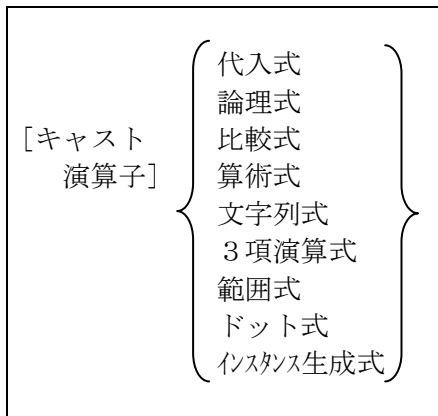 代入式
論理式
[キャスト
比較式
演算子]
算術式
文字列式
３項演算式
範囲式
ドット式
ｲﾝｽﾀﾝｽ生成式